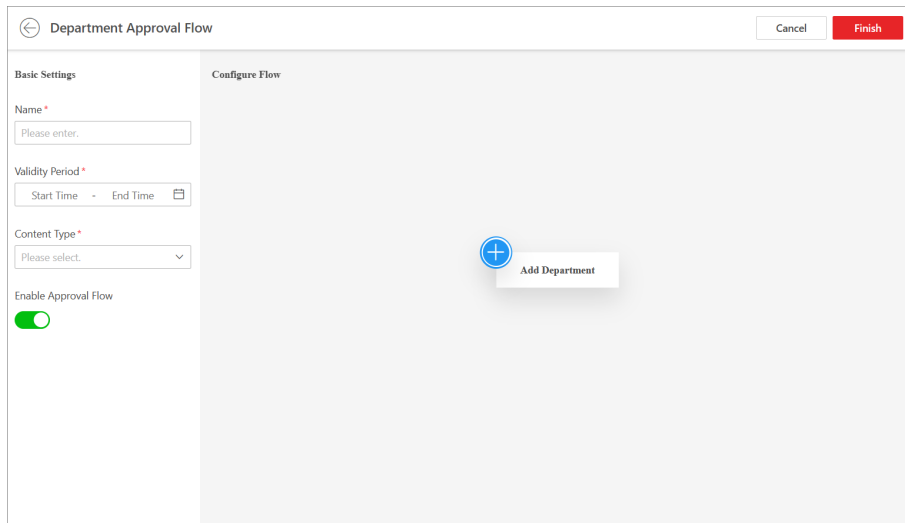 Department Approval Flow
Cancel
Finish
Basic Settings
Configure Flow
Name *
Please enter.
Validity Period *
Start Time - End Time
Content Type *
Please select.
Add Department
Enable Approval Flow